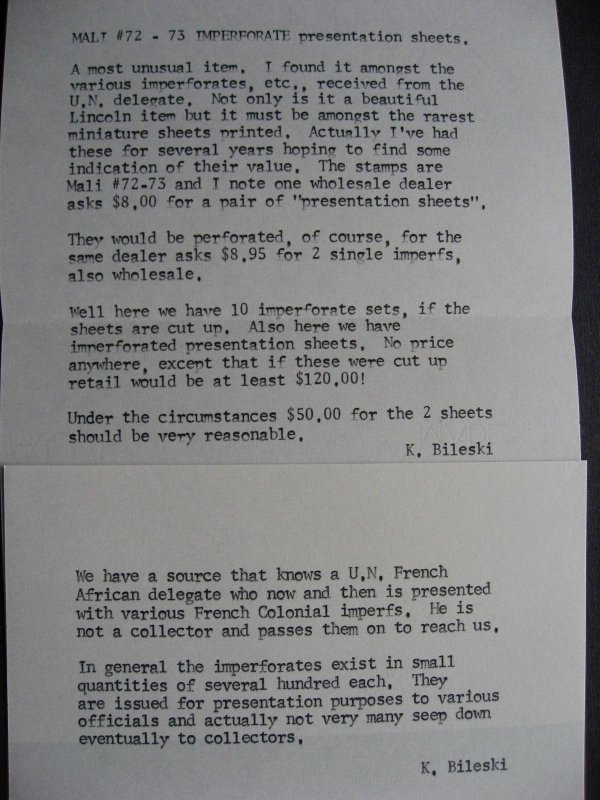 MALI #72 - 73 IMPERFORATE presentation sheets.
A most unusual item. I found it amongst the
various imperforates, etc., received from the
U.N. delegate. Not only is it a beautiful
Lincoln item but it must be amongst the rarest
miniature sheets printed. Actually I've had
these for several years hoping to find some
indication of their value. The stamps are
Mali #72-73 and I note one wholesale dealer
asks $8.00 for a pair of "presentation sheets".
They would be perforated, of course, for the
same dealer asks $8.95 for 2 single imperfs,
also wholesale.
Well here we have 10 imperforate sets, if the
sheets are cut up. Also here we have
imperforated presentation sheets. No price
anywhere, except that if these were cut up
retail would be at least $120.00!
Under the circumstances $50.00 for the 2 sheets
should be very reasonable.
K. Bileski
We have a source that knows a U.N. French
African delegate who now and then is presented
with various French Colonial imperfs. He is
not a collector and passes them on to reach us.
In general the imperforates exist in small
quantities of several hundred each. They
are issued for presentation purposes to various
officials and actually not very many seep down
eventually to collectors.
K. Bileski